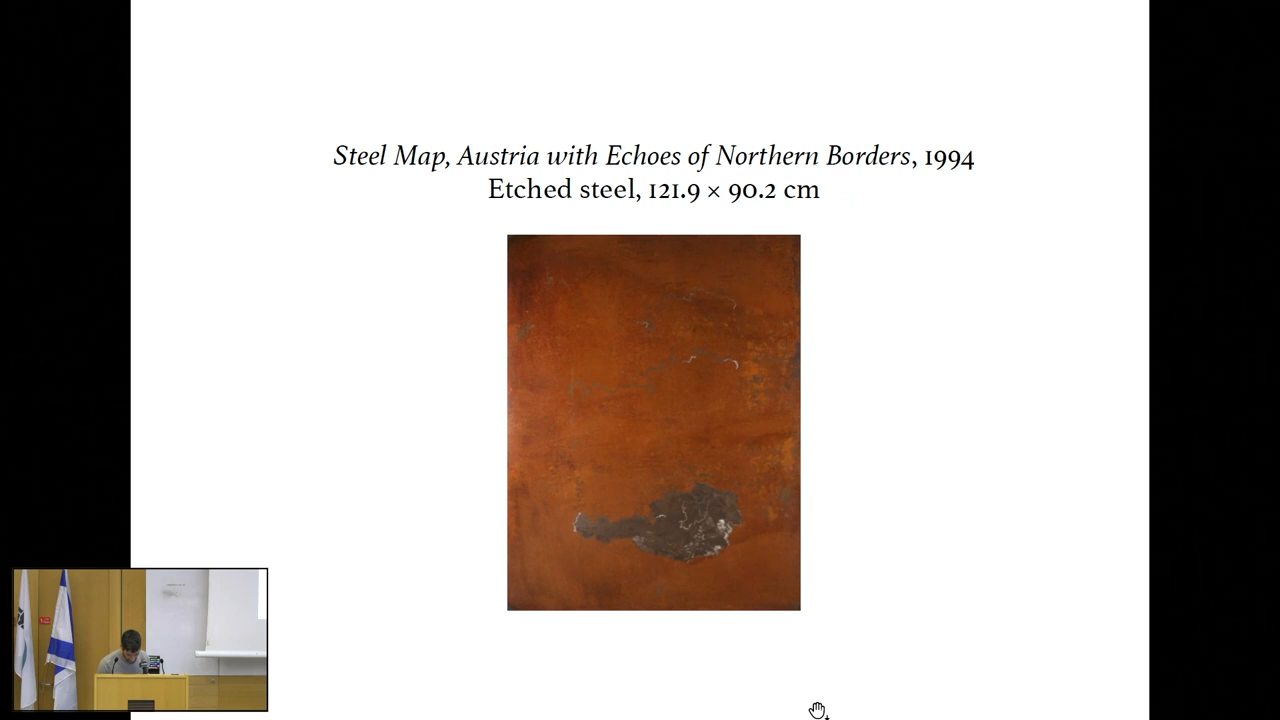 Steel Map, Austria with Echoes of Northern Borders, 1994
Etched steel, 121.9 × 90.2 cm